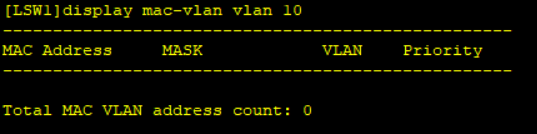 [LSW1]display mac-vlan vlan 10
---------------------------------------------------
MAC Address     MASK              VLAN    Priority
---------------------------------------------------
Total MAC VLAN address count: 0